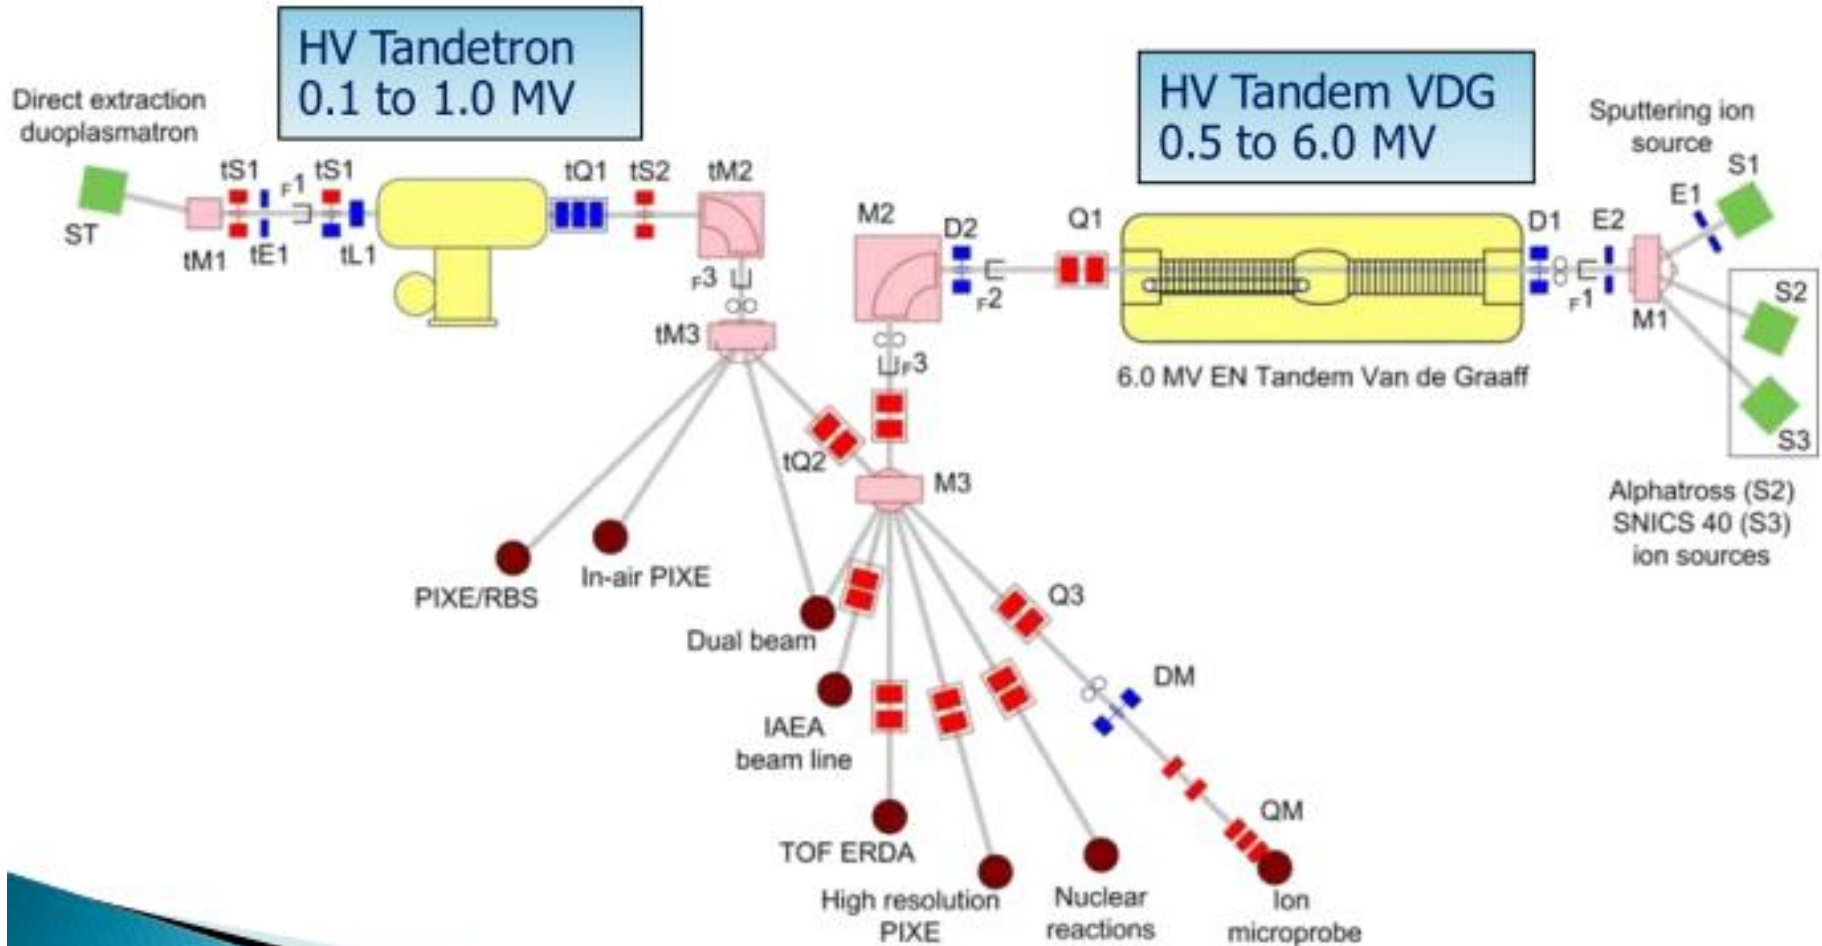 HV Tandetron
0.1 to 1.0 MV
HV Tandem VDG
0.5 to 6.0 MV
Direct extraction
duoplasmatron
Sputtering ion
source
ST
tM1
tS1
tE1
F1
tS1
tL1
tQ1
tS2
tM2
F3
tM3
tQ2
M2
D2
F2
Q1
D1
F1
E2
M1
E1
S1
S2
S3
6.0 MV EN Tandem Van de Graaff
Alphatross (S2)
SNICS 40 (S3)
ion sources
F3
M3
PIXE/RBS
In-air PIXE
Dual beam
IAEA
beam line
TOF ERDA
High resolution
PIXE
Nuclear
reactions
Q3
DM
QM
Ion
microprobe